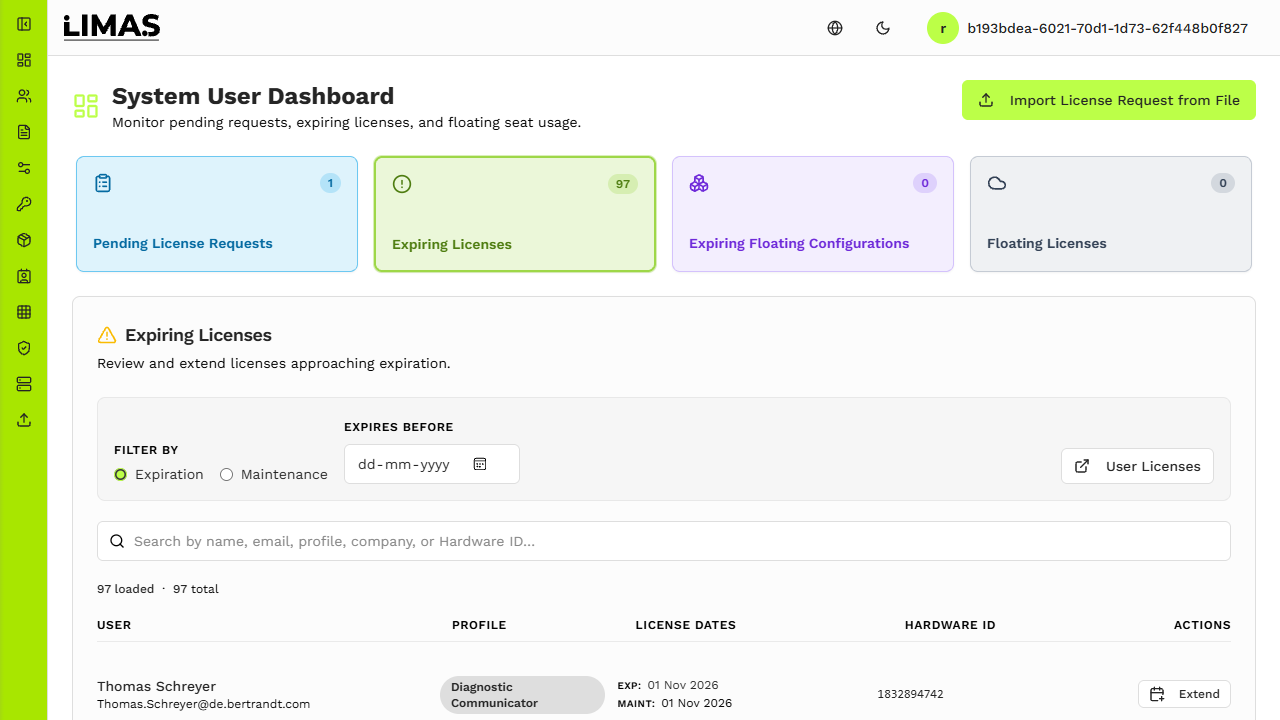 LIMAS
r
b193bdea-6021-70d1-1d73-62f448b0f827
System User Dashboard
Monitor pending requests, expiring licenses, and floating seat usage.
Import License Request from File
1
Pending License Requests
97
Expiring Licenses
0
Expiring Floating Configurations
0
Floating Licenses
Expiring Licenses
Review and extend licenses approaching expiration.
FILTER BY
Expiration
Maintenance
EXPIRES BEFORE
dd-mm-yyyy
User Licenses
Search by name, email, profile, company, or Hardware ID...
97 loaded · 97 total
USER PROFILE LICENSE DATES HARDWARE ID ACTIONS
Thomas Schreyer
Thomas.Schreyer@de.bertrandt.com
Diagnostic
Communicator
EXP: 01 Nov 2026
MAINT: 01 Nov 2026
1832894742
Extend